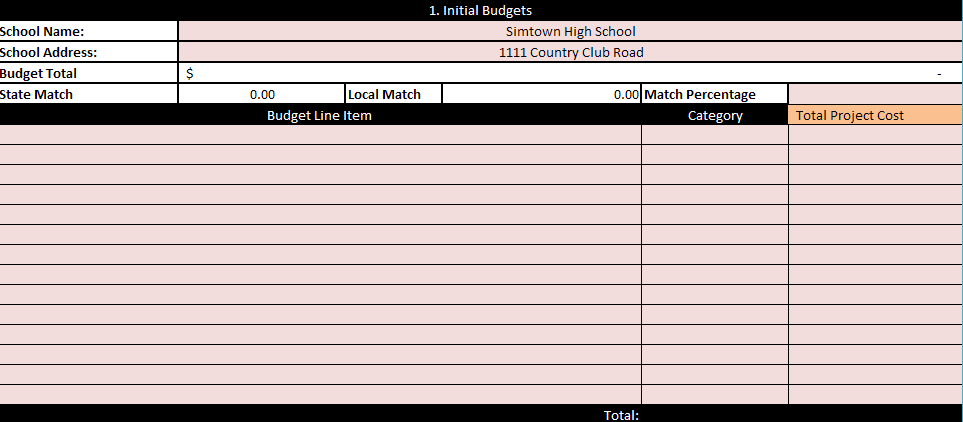 1. Initial Budgets
School Name: Simtown High School
School Address: 1111 Country Club Road
Budget Total $ -
State Match 0.00 Local Match 0.00 Match Percentage
Budget Line Item Category Total Project Cost
Total: